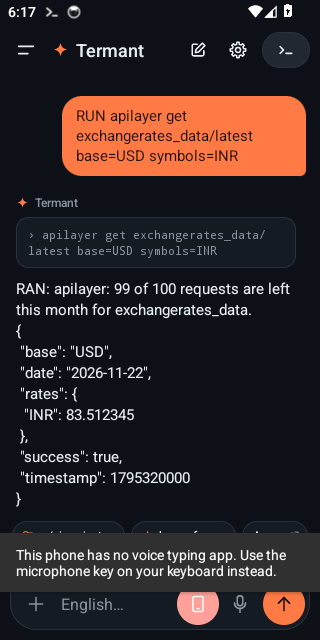 6:17
Termant
RUN apilayer get
exchangerates_data/latest
base=USD symbols=INR
Termant
› apilayer get exchangerates_data/
latest base=USD symbols=INR
RAN: apilayer: 99 of 100 requests are left
this month for exchangerates_data.
{
"base": "USD",
"date": "2026-11-22",
"rates": {
"INR": 83.512345
},
"success": true,
"timestamp": 1795320000
}
This phone has no voice typing app. Use the
microphone key on your keyboard instead.
English...